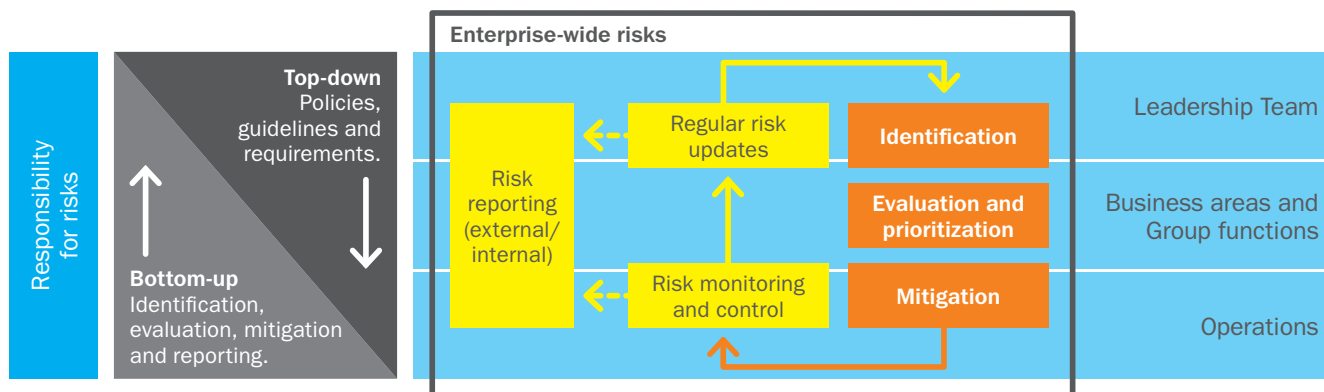 Responsibility
for risks
Top-down
Policies,
guidelines and
requirements.
Bottom-up
Identification,
evaluation, mitigation
and reporting.
Enterprise-wide risks
Risk
reporting
(external/
internal)
Regular risk
updates
Risk monitoring
and control
Identification
Evaluation and
prioritization
Mitigation
Leadership Team
Business areas and
Group functions
Operations